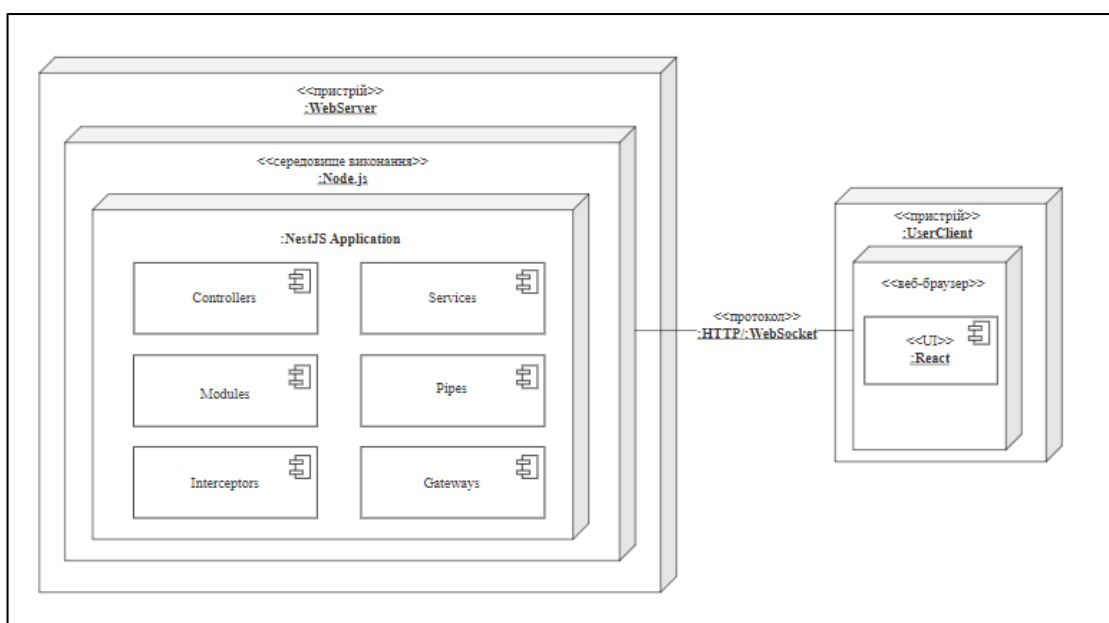 <<пристрій>>
:WebServer
<<середовище виконання>>
:Node.js
:NestJS Application
Controllers
Services
Modules
Pipes
Interceptors
Gateways
<<протокол>>
:HTTP/:WebSocket
<<пристрій>>
:UserClient
<<веб-браузер>>
<<UI>>
:React